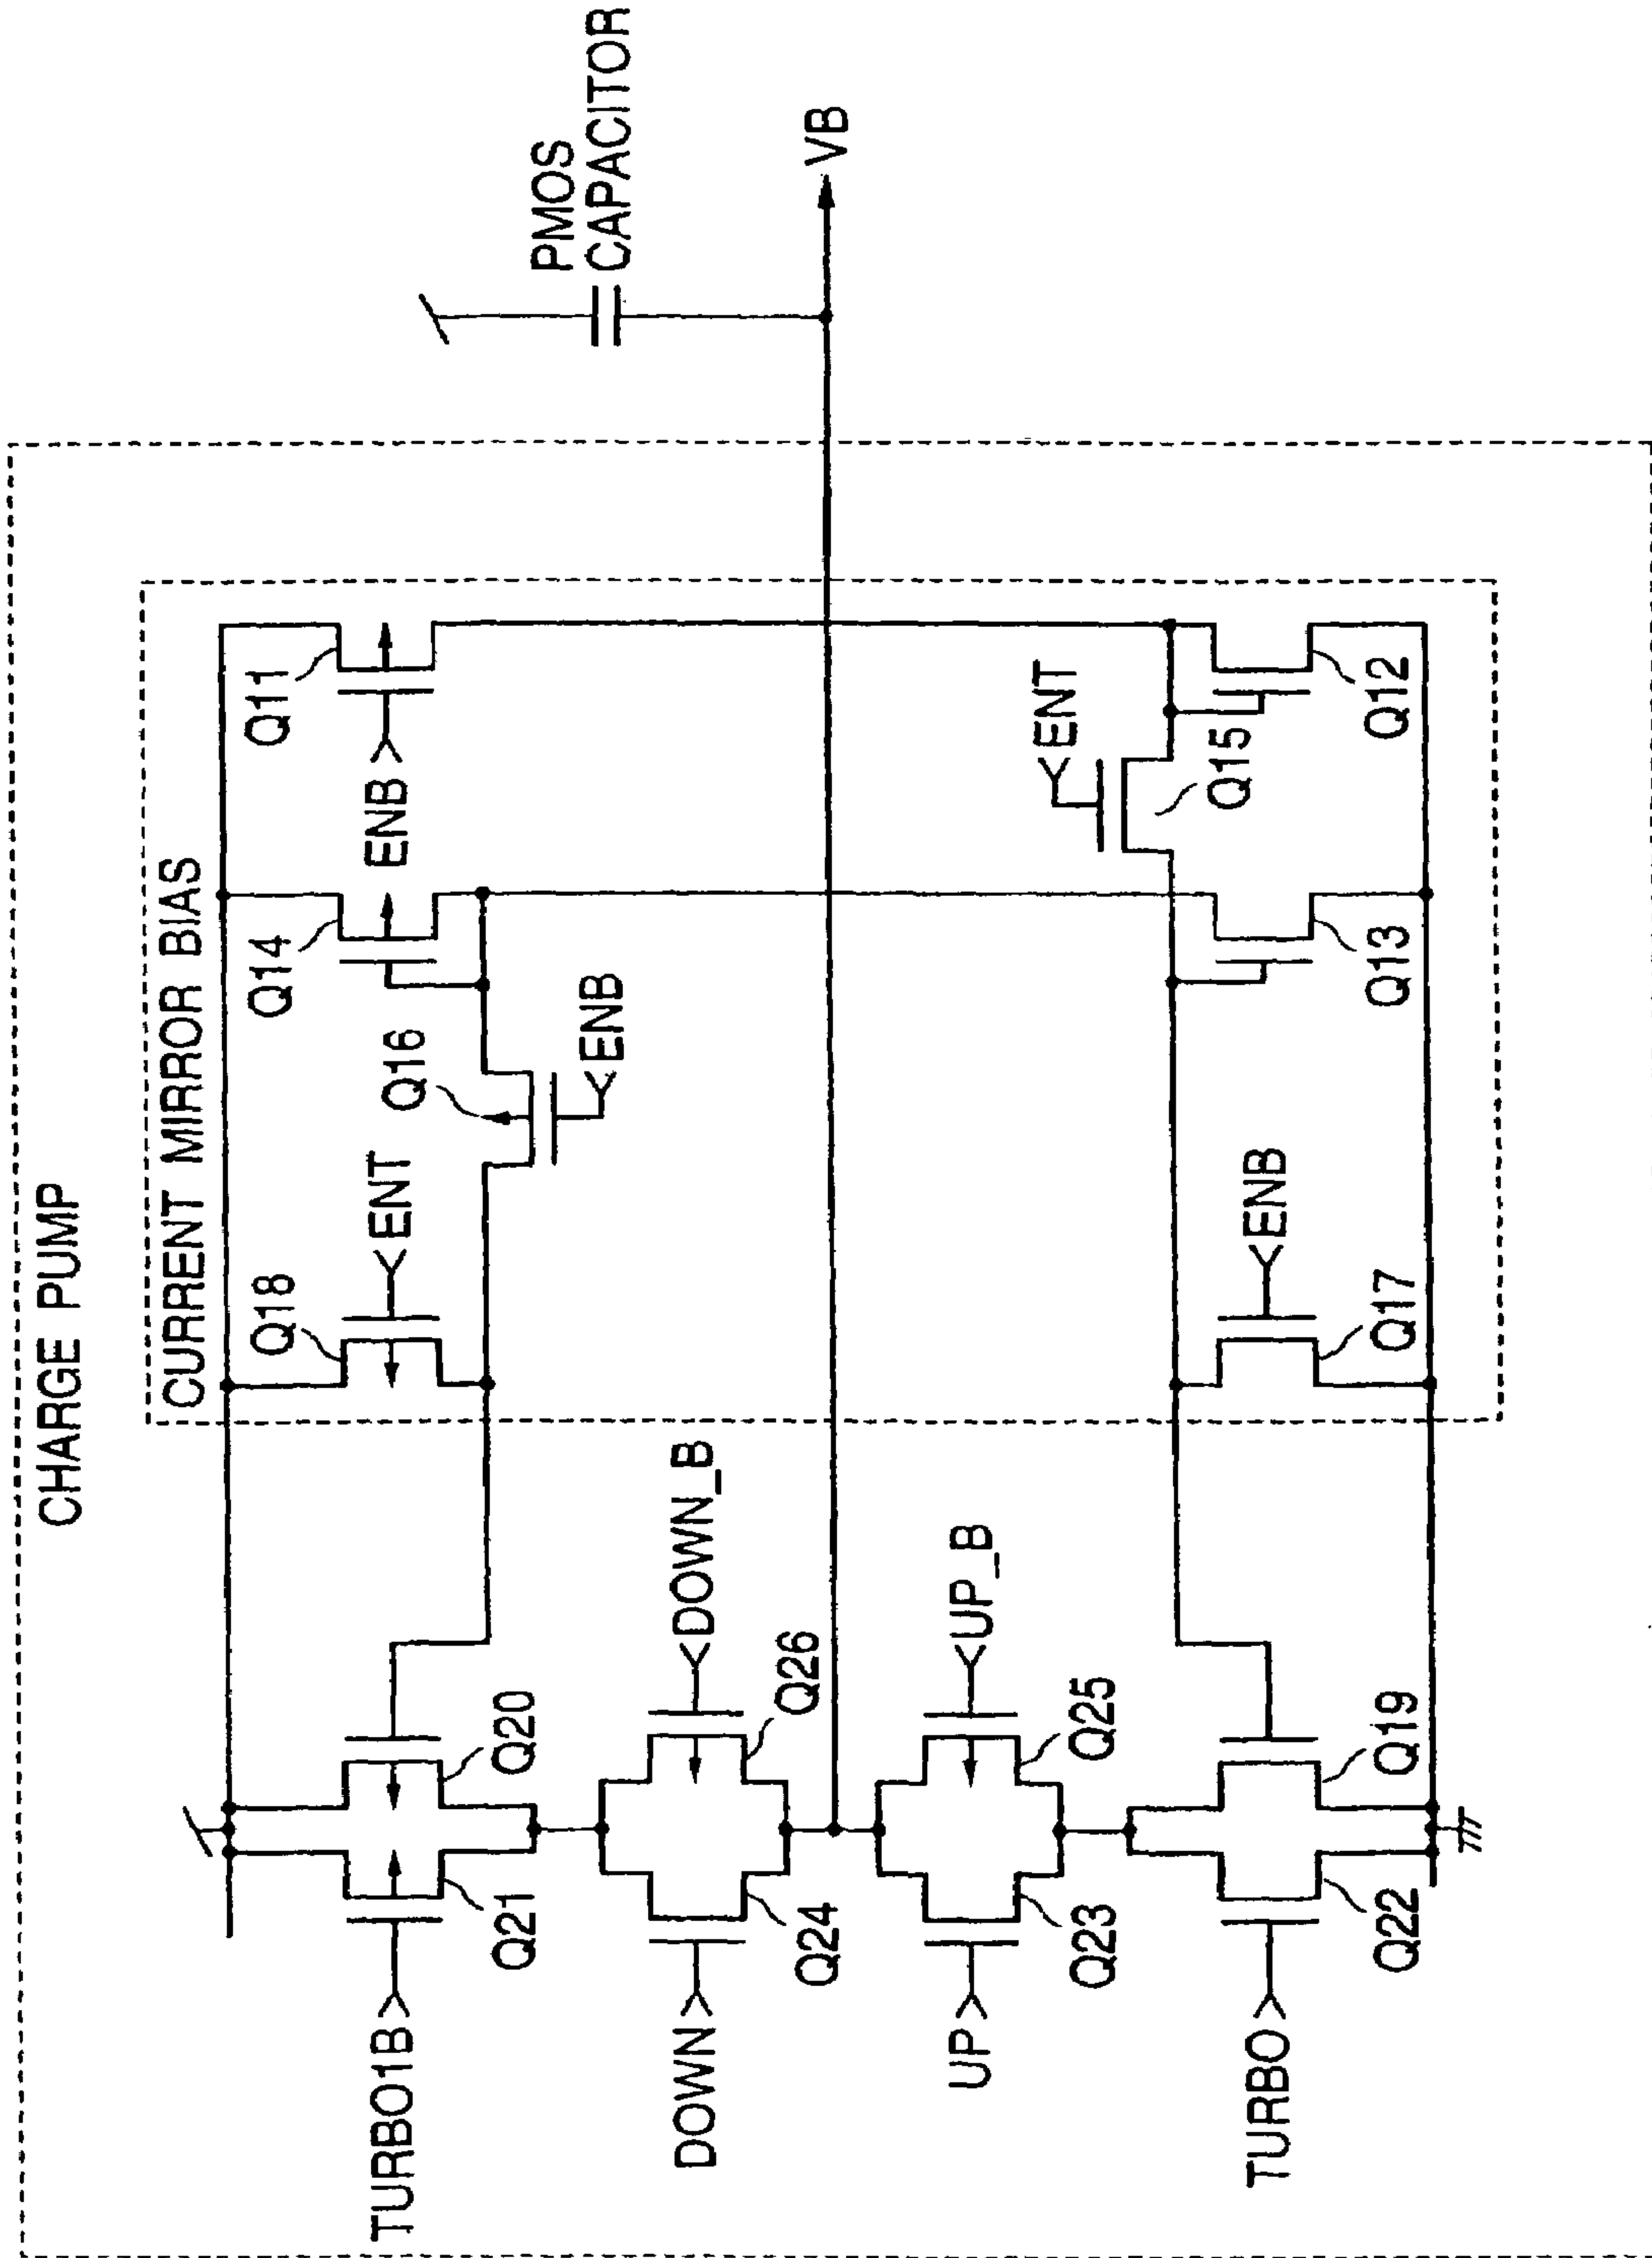 CHARGE PUMP
CURRENT MIRROR BIAS
TURBO1B
Q21
Q20
Q18
ENT
Q16
ENB
Q14
ENB
Q11
PMOS
CAPACITOR
DOWN
Q24
Q26
DOWN_B
VB
UP
Q23
Q25
UP_B
TURBO
Q22
Q19
ENB
Q17
Q13
ENT
Q15
Q12